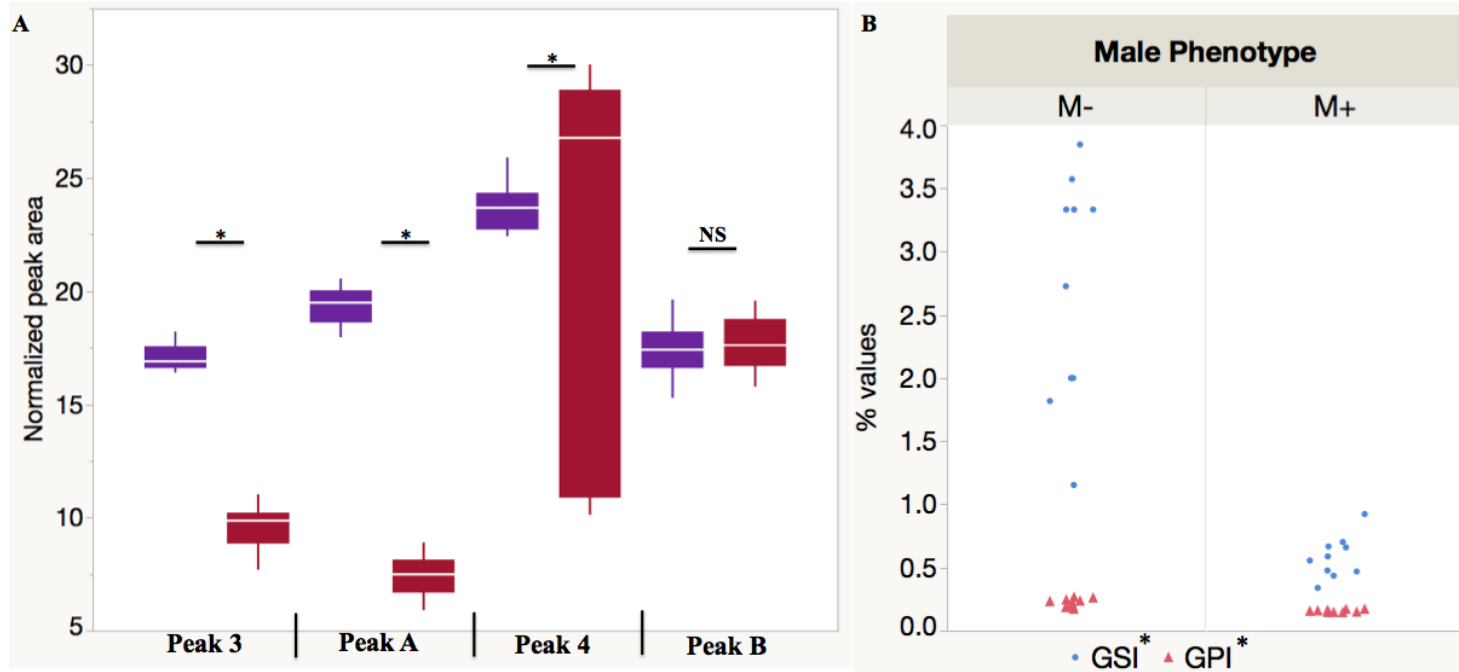 A
Normalized peak area
30
25
20
15
10
5
*
*
*
NS
Peak 3
Peak A
Peak 4
Peak B
B
Male Phenotype
M- M+
% values
4.0
3.5
3.0
2.5
2.0
1.5
1.0
0.5
0.0
GSI* GPI*